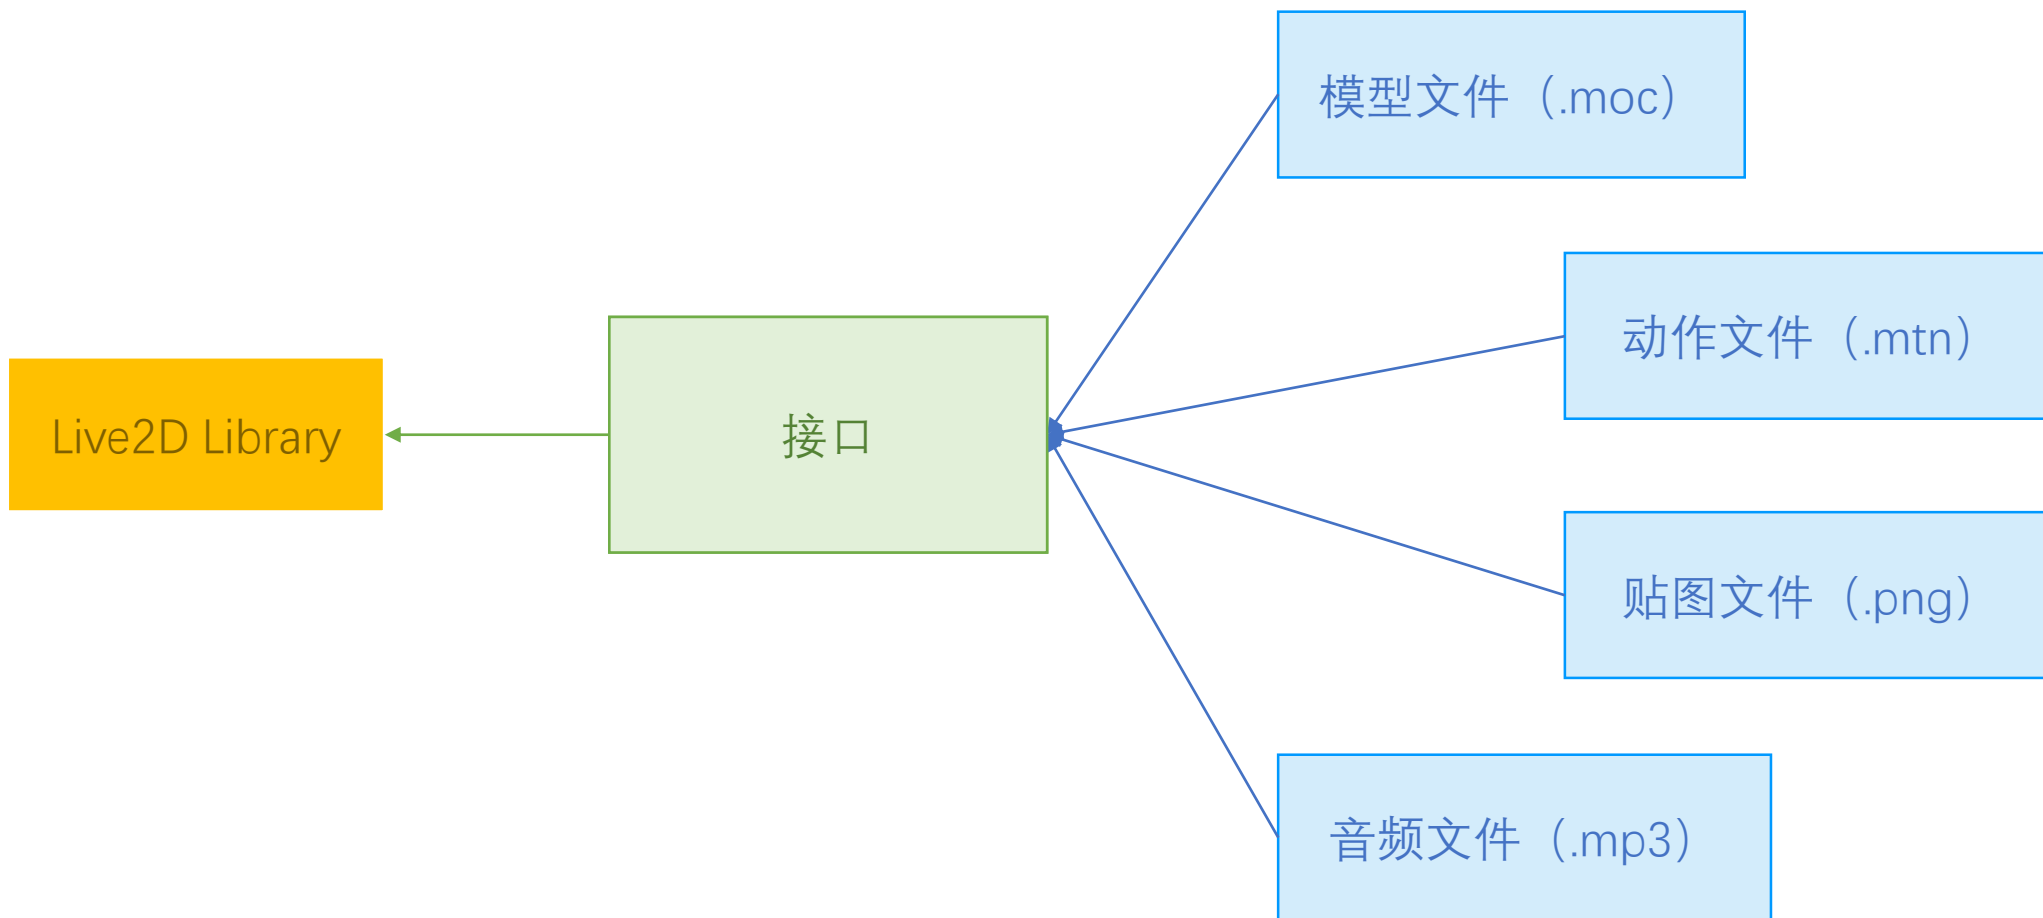 模型文件（.moc）
动作文件（.mtn）
Live2D Library
接口
贴图文件（.png）
音频文件（.mp3）